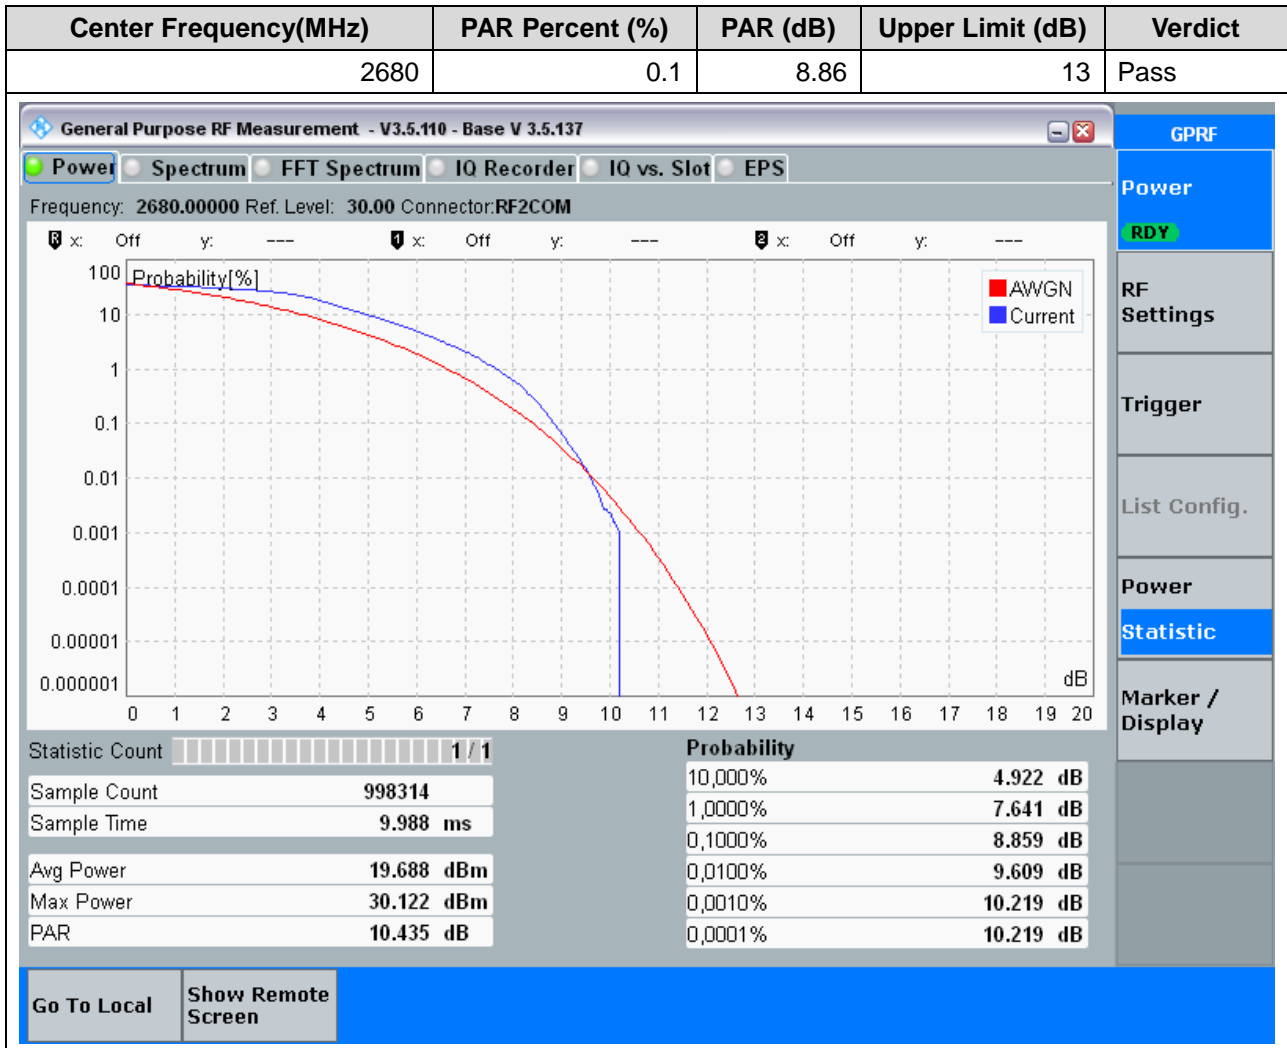 Center Frequency(MHz) PAR Percent (%) PAR (dB) Upper Limit (dB) Verdict
2680 0.1 8.86 13 Pass
General Purpose RF Measurement - V3.5.110 - Base V 3.5.137
GPRF
Power Spectrum FFT Spectrum IQ Recorder IQ vs. Slot EPS
Power
RDY
Frequency: 2680.00000 Ref. Level: 30.00 Connector:RF2COM
R x: Off y: --- 1 x: Off y: --- 2 x: Off y: ---
Probability[%]
AWGN
Current
100
10
1
0.1
0.01
0.001
0.0001
0.00001
0.000001
dB
0 1 2 3 4 5 6 7 8 9 10 11 12 13 14 15 16 17 18 19 20
RF
Settings
Trigger
List Config.
Power
Statistic
Marker /
Display
Statistic Count 1 / 1
Sample Count 998314
Sample Time 9.988 ms
Avg Power 19.688 dBm
Max Power 30.122 dBm
PAR 10.435 dB
Probability
10,000% 4.922 dB
1,0000% 7.641 dB
0,1000% 8.859 dB
0,0100% 9.609 dB
0,0010% 10.219 dB
0,0001% 10.219 dB
Go To Local
Show Remote
Screen